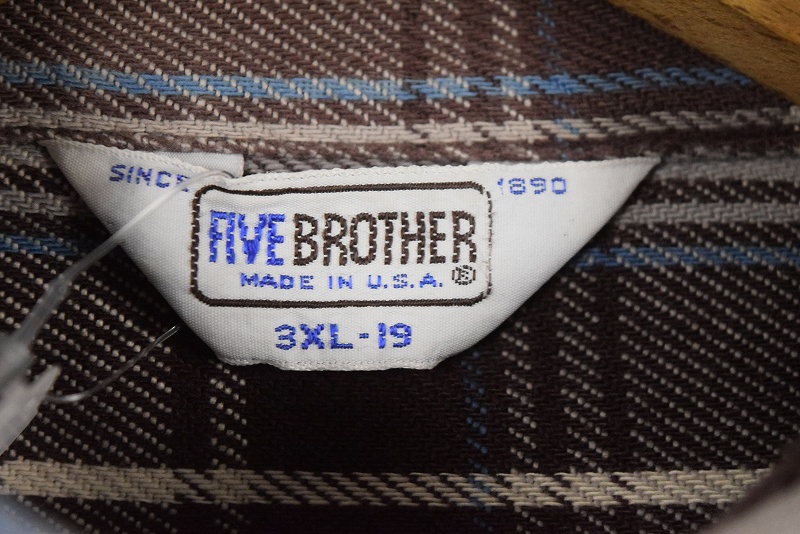 SINCE 1890
FIVE BROTHER
MADE IN U.S.A. ®
3XL-19